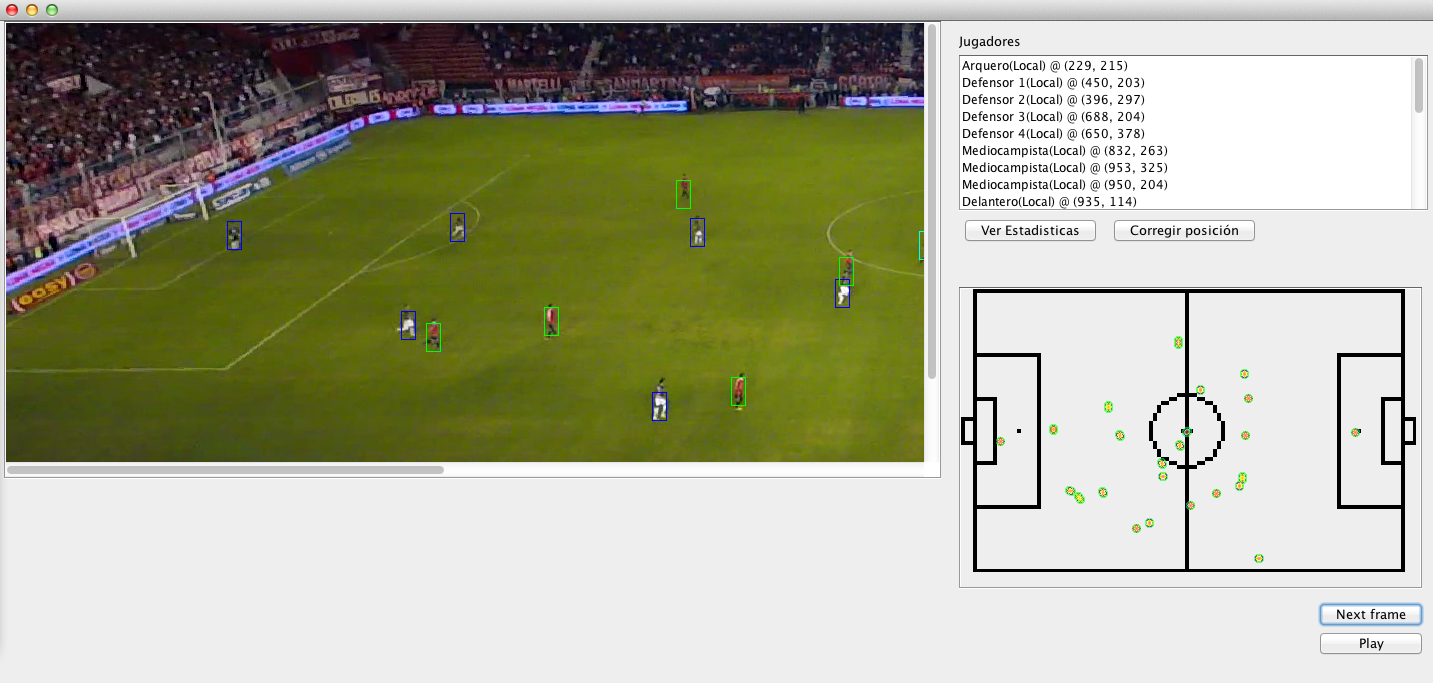 V. MARTELLI
COSY
Jugadores
Arquero(Local) @ (229, 215)
Defensor 1(Local) @ (450, 203)
Defensor 2(Local) @ (396, 297)
Defensor 3(Local) @ (688, 204)
Defensor 4(Local) @ (650, 378)
Mediocampista(Local) @ (832, 263)
Mediocampista(Local) @ (953, 325)
Mediocampista(Local) @ (950, 204)
Delantero(Local) @ (935, 114)
Ver Estadisticas
Corregir posición
Next frame
Play